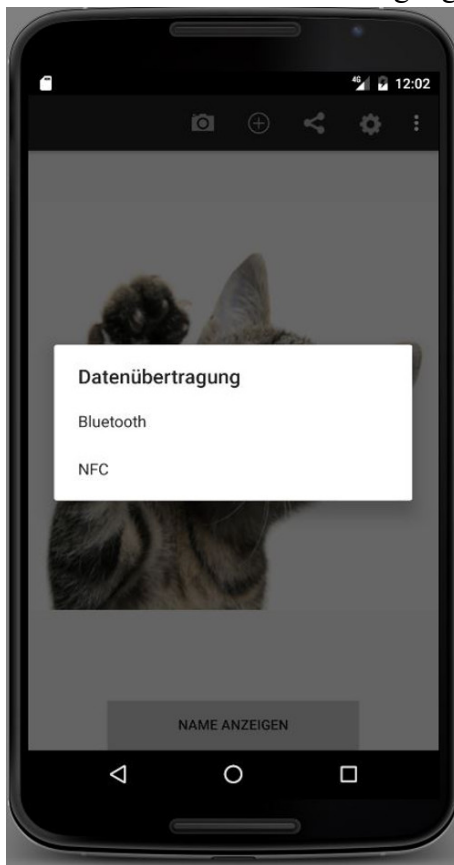 4G 12:02
Datenübertragung
Bluetooth
NFC
NAME ANZEIGEN